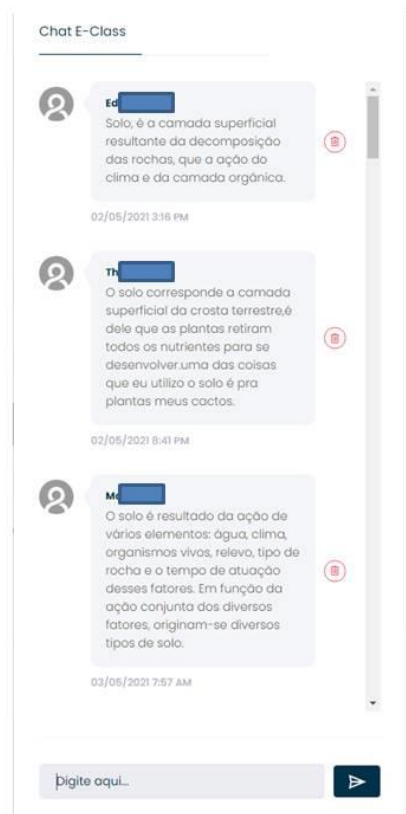 Chat E-Class
Ed
Solo, é a camada superficial
resultante da decomposição
das rochas, que a ação do
clima e da camada orgânica.
02/05/2021 3:16 PM
Th
O solo corresponde a camada
superficial da crosta terrestre,é
dele que as plantas retiram
todos os nutrientes para se
desenvolver.uma das coisas
que eu utilizo o solo é pra
plantas meus cactos.
02/05/2021 8:41 PM
Ma
O solo é resultado da ação de
vários elementos: água, clima,
organismos vivos, relevo, tipo de
rocha e o tempo de atuação
desses fatores. Em função da
ação conjunta dos diversos
fatores, originam-se diversos
tipos de solo.
03/05/2021 7:57 AM
Digite aqui...